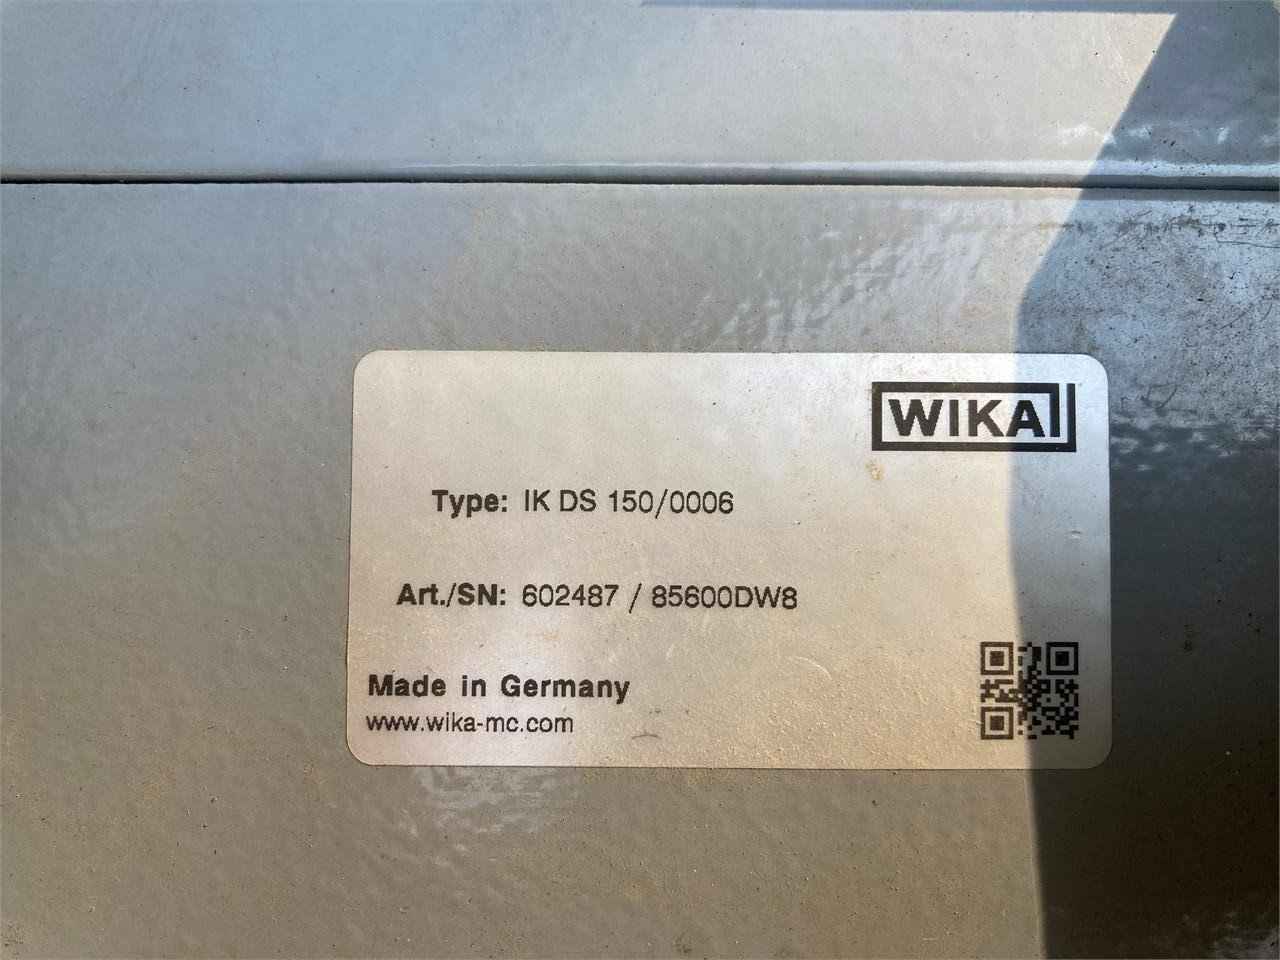 WIKA
Type: IK DS 150/0006
Art./SN: 602487 / 85600DW8
Made in Germany
www.wika-mc.com